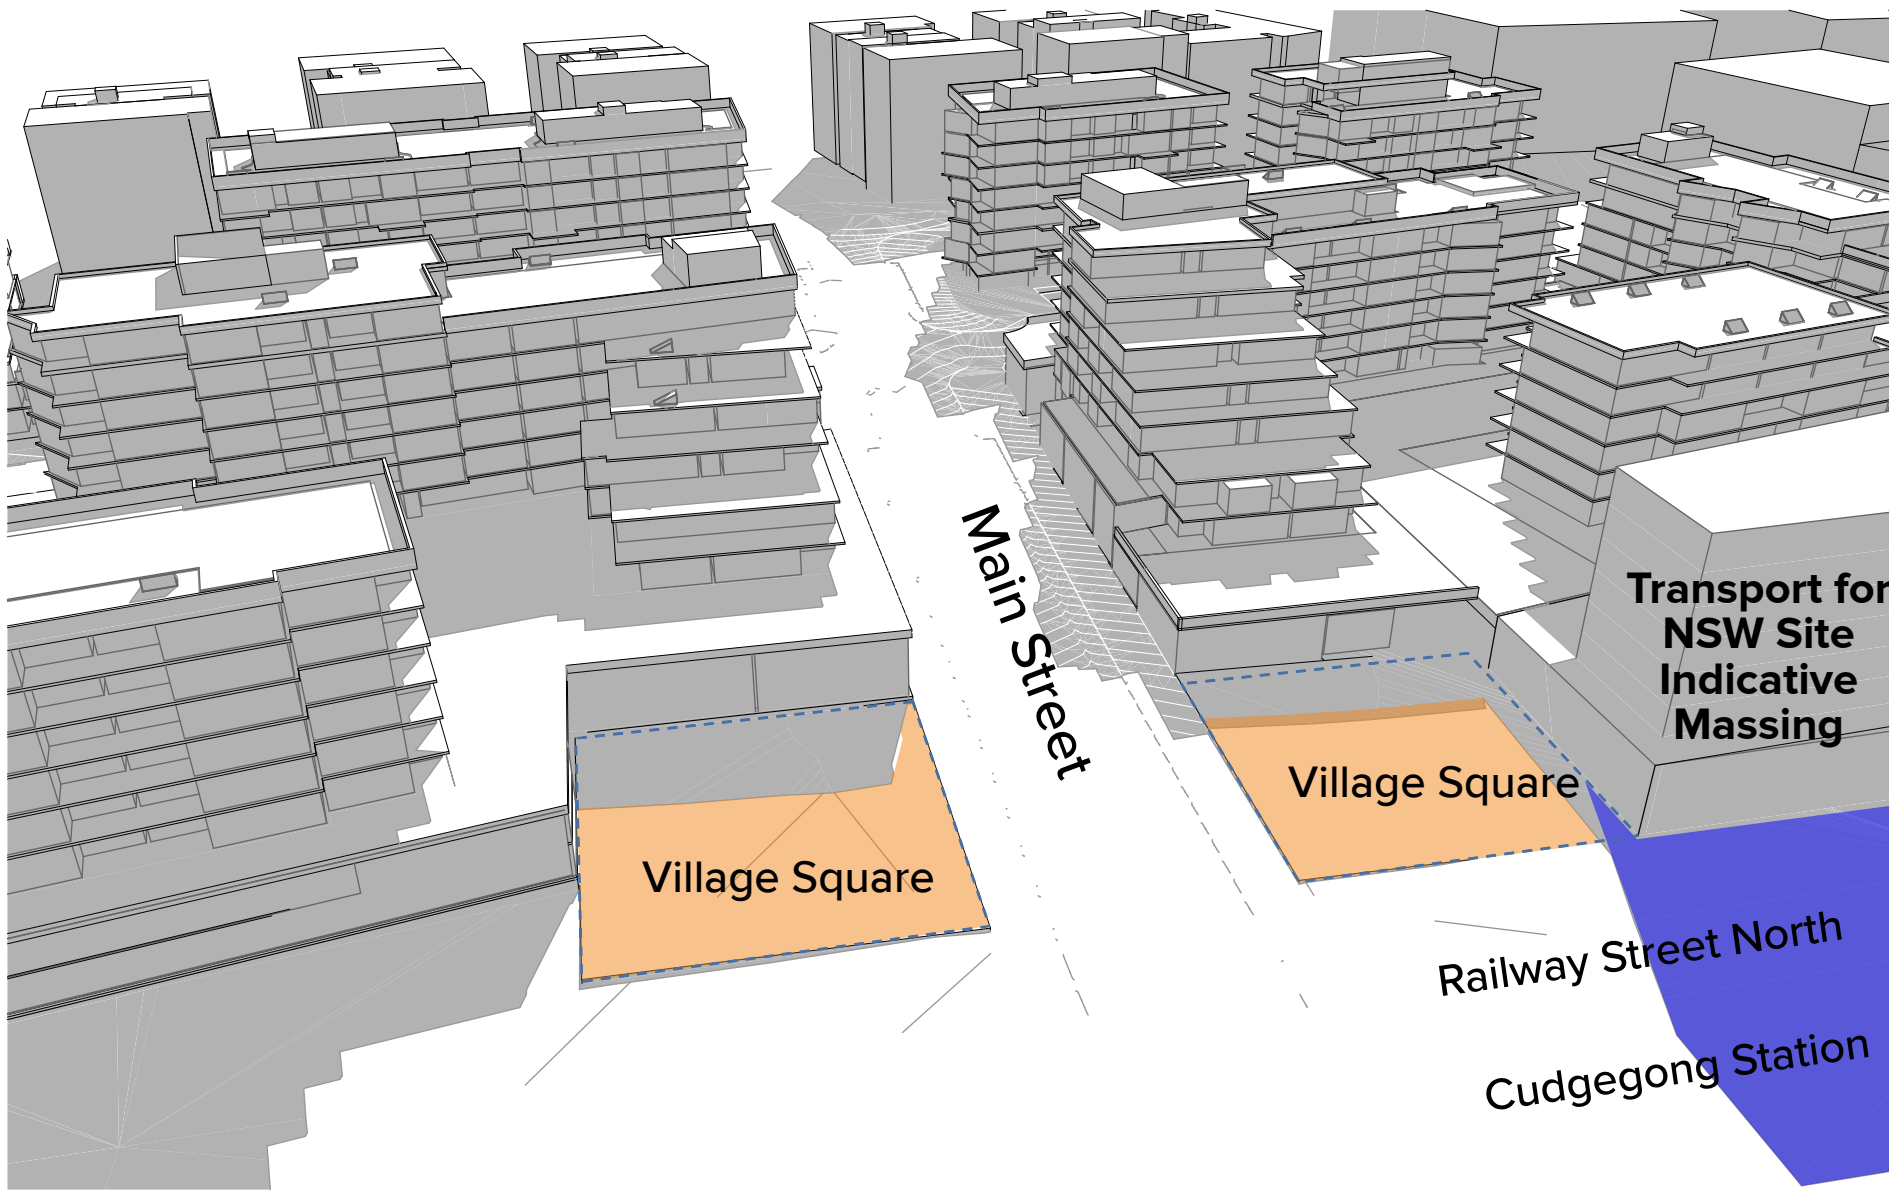 Main Street
Transport for
NSW Site
Indicative
Massing
Village Square
Village Square
Railway Street North
Cudgegong Station